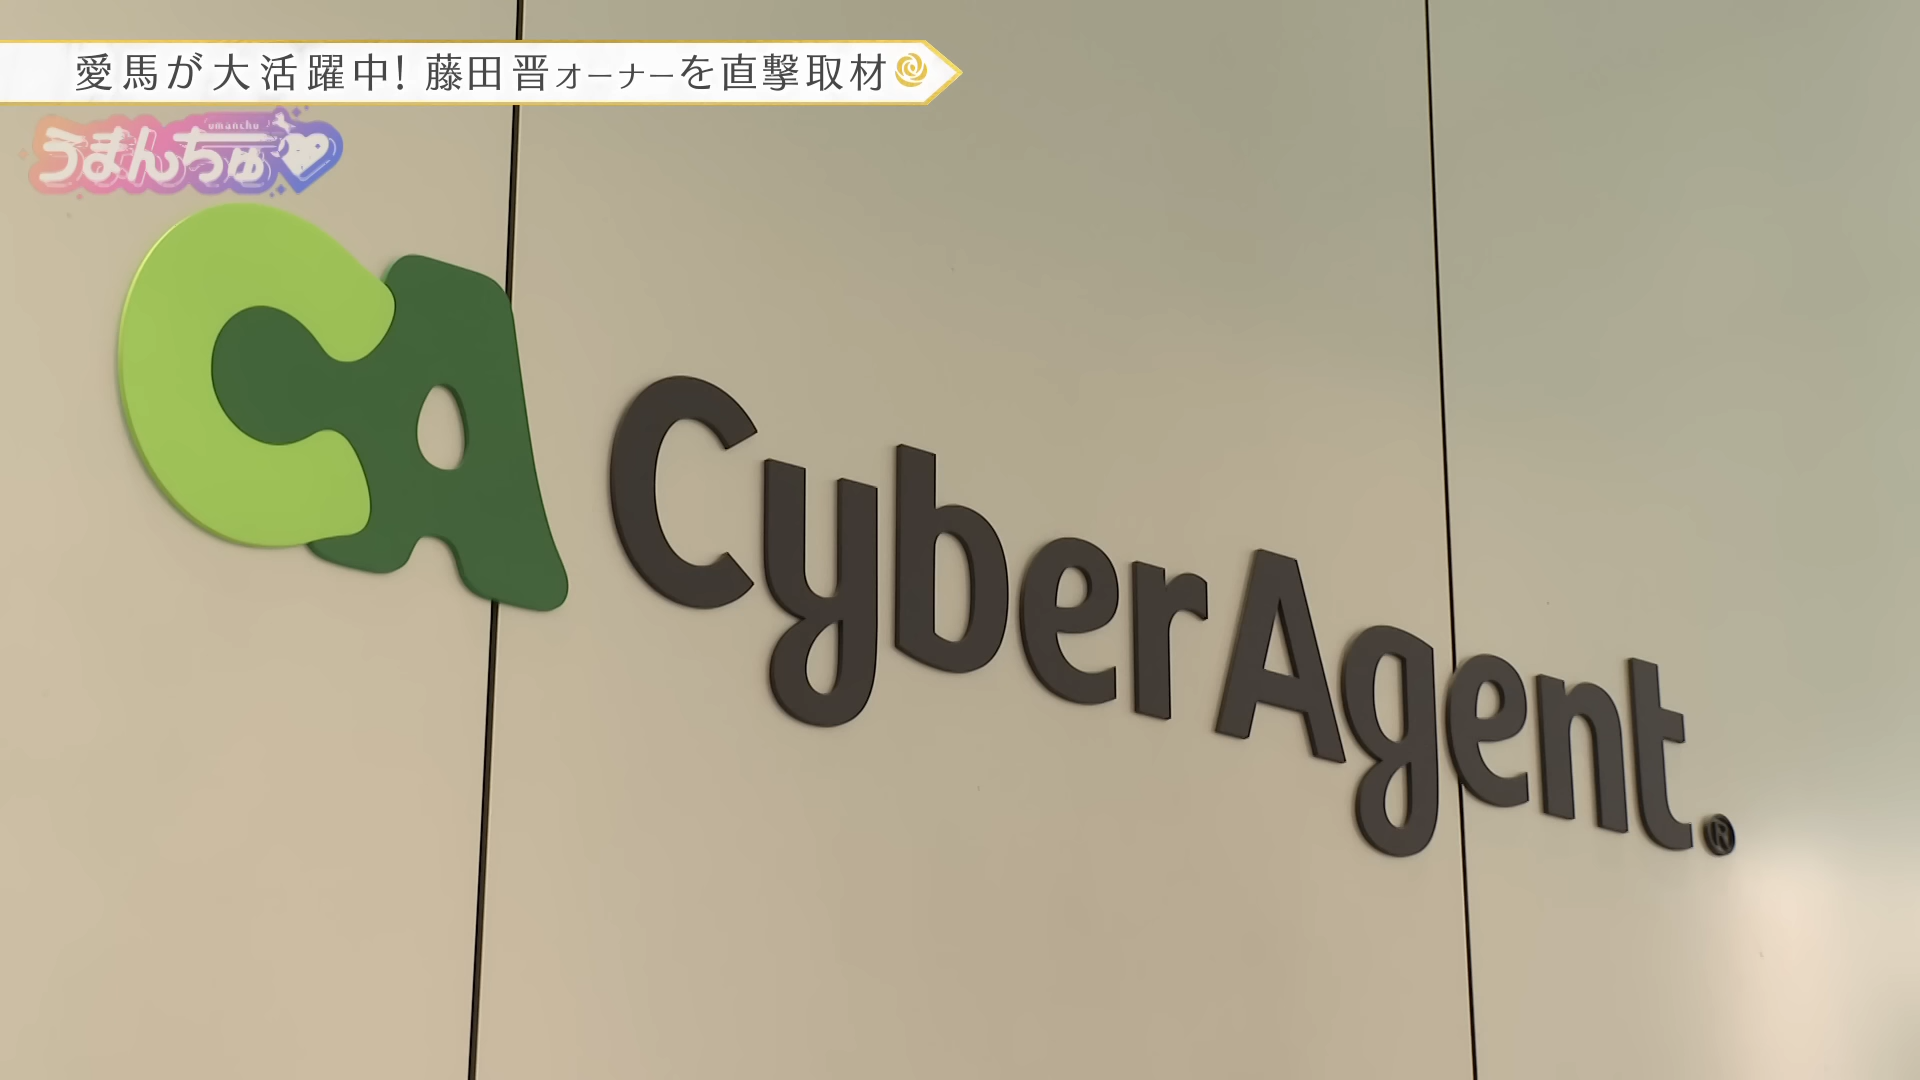 愛馬が大活躍中! 藤田晋オーナーを直撃取材
umanchu
うまんちゅ
CA
CyberAgent®